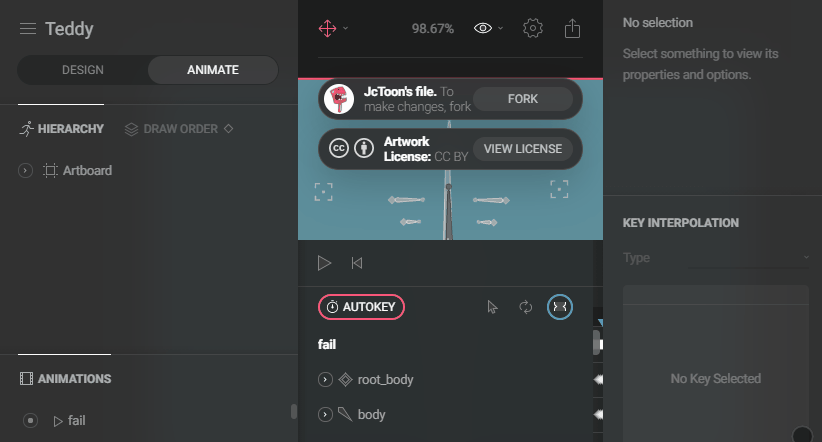 Teddy
DESIGN
ANIMATE
HIERARCHY
DRAW ORDER
Artboard
ANIMATIONS
fail
98.67%
JcToon's file. To
make changes, fork
FORK
CC
Artwork
License: CC BY
VIEW LICENSE
AUTOKEY
fail
root_body
body
No selection
Select something to view its
properties and options.
KEY INTERPOLATION
Type
No Key Selected